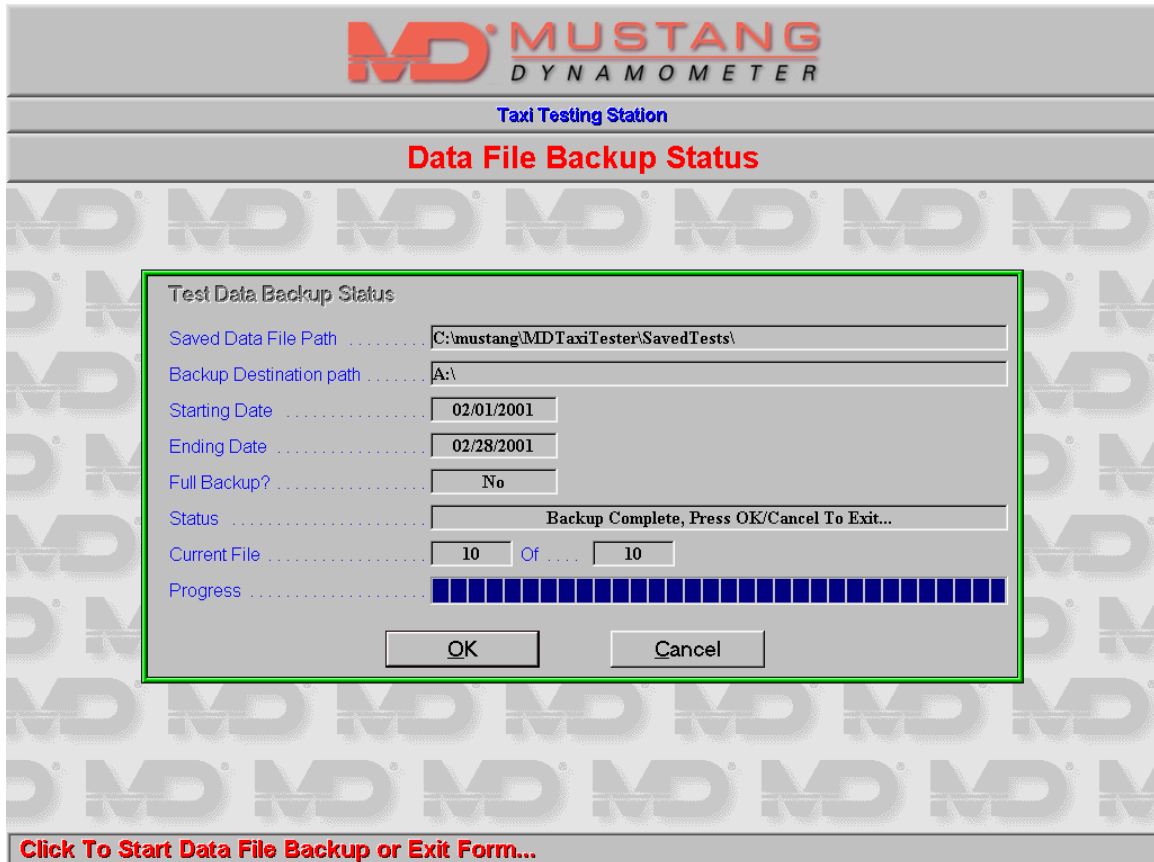 MD MUSTANG
DYNAMOMETER
Taxi Testing Station
Data File Backup Status
Test Data Backup Status
Saved Data File Path ......... C:\mustang\MDTaxiTester\SavedTests\
Backup Destination path ....... A:\
Starting Date ................ 02/01/2001
Ending Date ................. 02/28/2001
Full Backup? ................. No
Status ...................... Backup Complete, Press OK/Cancel To Exit...
Current File .................. 10 Of .... 10
Progress ....................
OK Cancel
Click To Start Data File Backup or Exit Form...